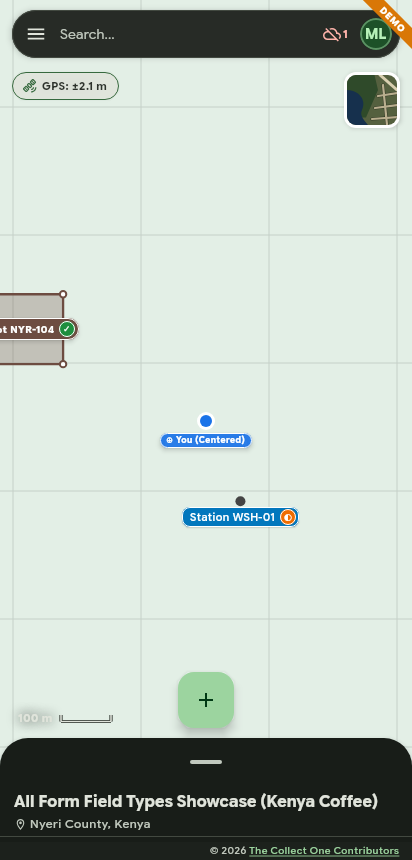 DEMO
Search...
1
ML
GPS: ±2.1 m
NYR-104
You (Centered)
Station WSH-01
100 m
All Form Field Types Showcase (Kenya Coffee)
Nyeri County, Kenya
© 2026 The Collect One Contributors